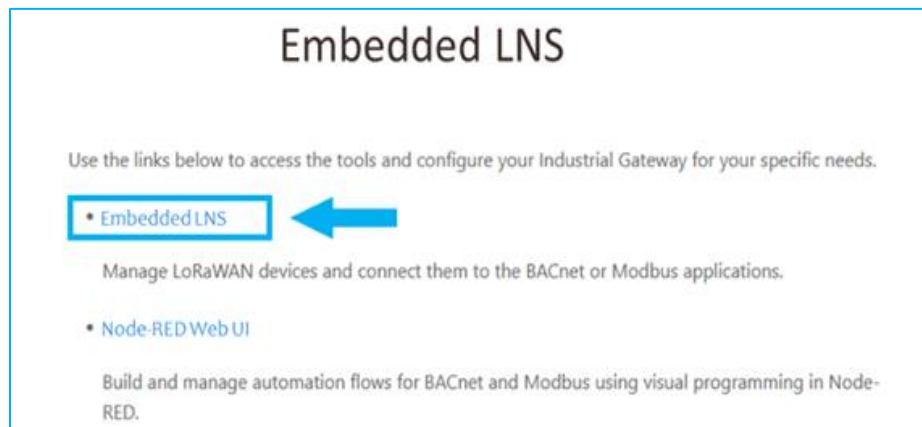 Embedded LNS
Use the links below to access the tools and configure your Industrial Gateway for your specific needs.
• Embedded LNS
Manage LoRaWAN devices and connect them to the BACnet or Modbus applications.
• Node-RED Web UI
Build and manage automation flows for BACnet and Modbus using visual programming in Node-
RED.